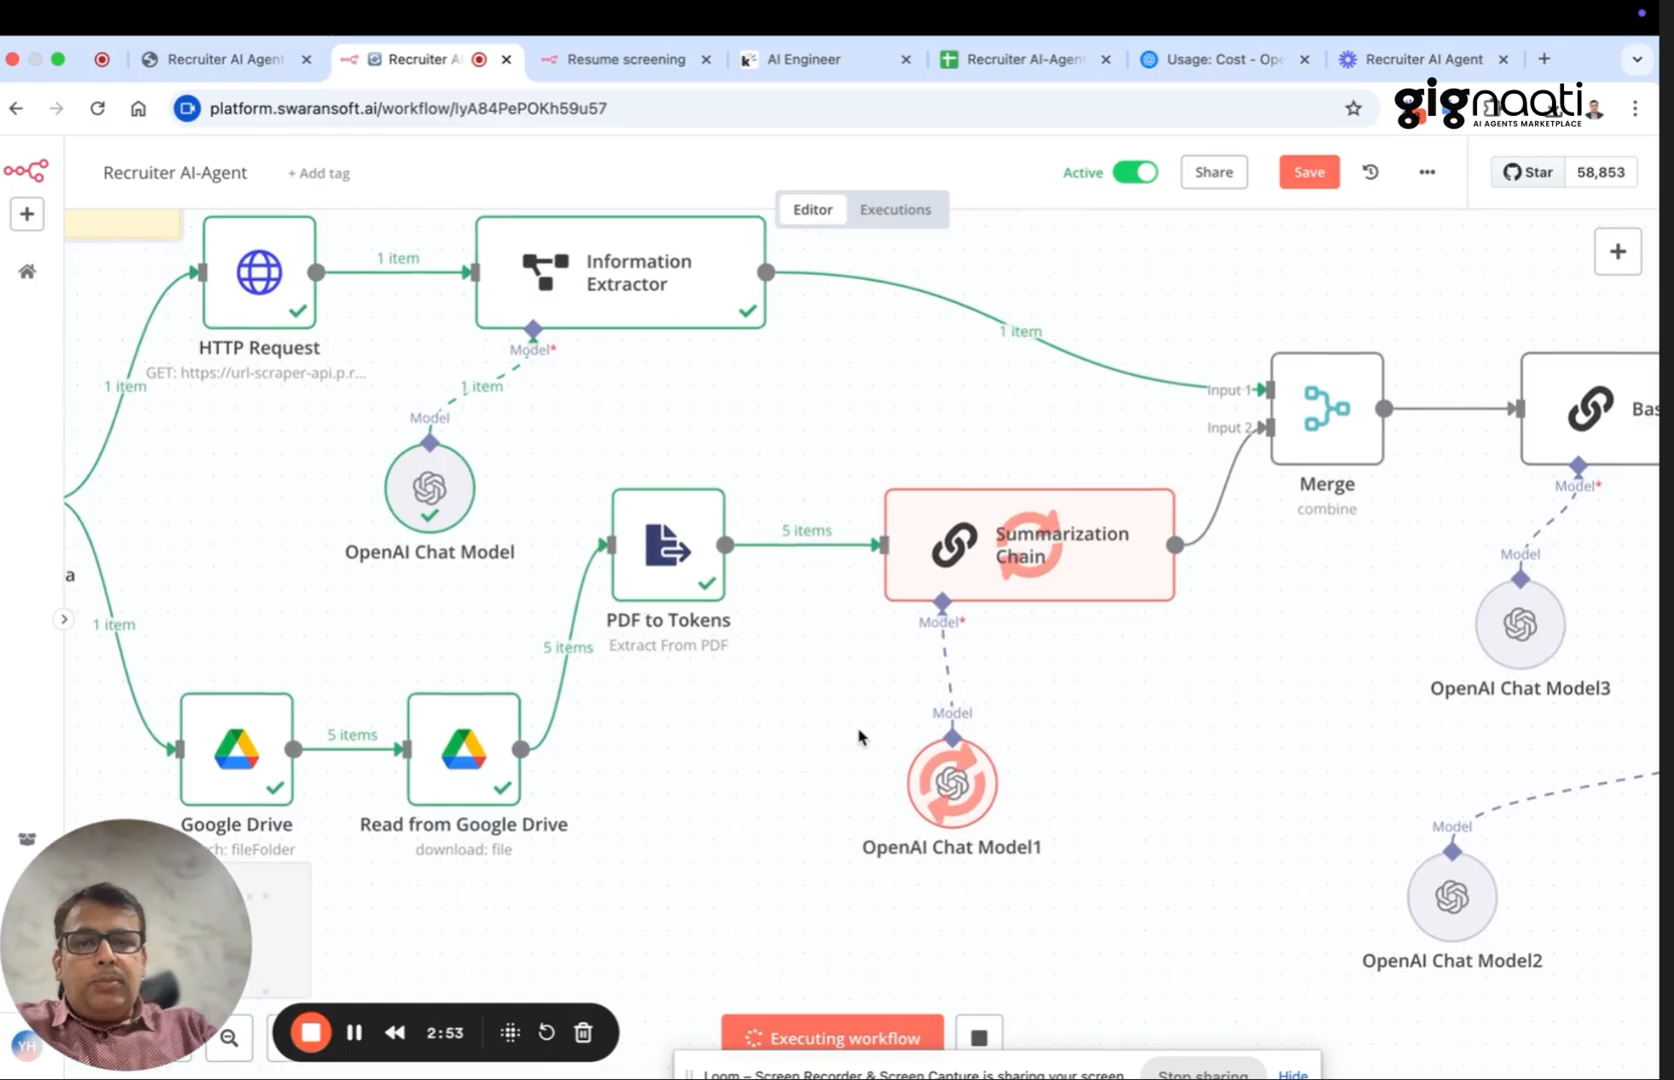 Recruiter AI Agent
Recruiter A
Resume screening
AI Engineer
Recruiter AI-Agen
Usage: Cost - Ope
Recruiter AI Agent
platform.swaransoft.ai/workflow/lyA84PePOKh59u57
gignaati
AI AGENTS MARKETPLACE
Recruiter AI-Agent
+ Add tag
Active
Share
Save
Star
58,853
Editor
Executions
1 item
Information
Extractor
HTTP Request
GET: https://url-scraper-api.p.r...
Model*
1 item
1 item
1 item
Model
Input 1
Input 2
Bas
Merge
combine
Model*
OpenAI Chat Model
5 items
Summarization
Chain
Model
a
1 item
PDF to Tokens
Extract From PDF
5 items
Model*
OpenAI Chat Model3
Model
5 items
Google Drive
ch: fileFolder
Read from Google Drive
download: file
OpenAI Chat Model1
Model
OpenAI Chat Model2
YH
2:53
Executing workflow
Loom – Screen Recorder & Screen Capture is sharing your screen.
Stop sharing
Hide